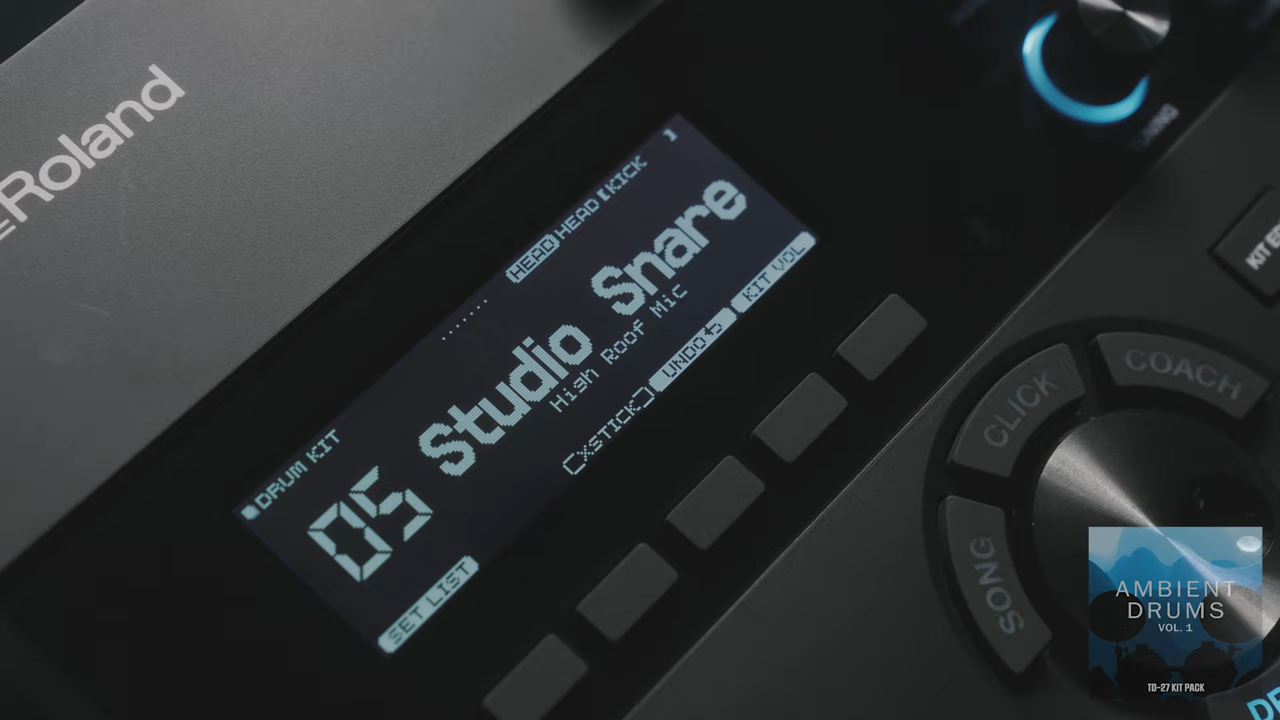 Roland
HEAD HEAD KICK
DRUM KIT
05 Studio Snare
High Roof Mic
SET LIST
XSTICK
UNDO
KIT VOL
KIT
CLICK
COACH
SONG
AMBIENT
DRUMS
VOL. 1
TD-27 KIT PACK